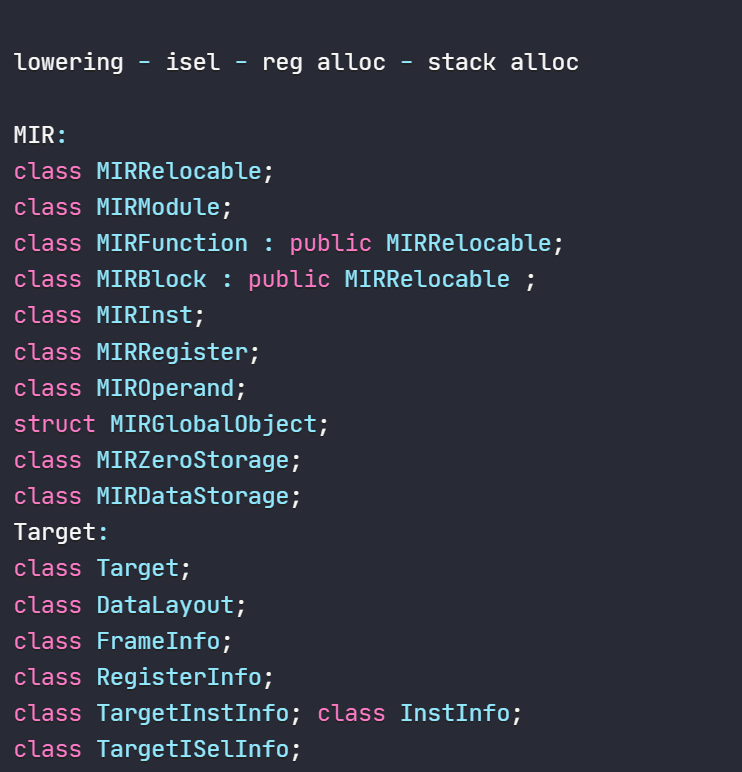 lowering - isel - reg alloc - stack alloc
MIR:
class MIRRelocable;
class MIRModule;
class MIRFunction : public MIRRelocable;
class MIRBlock : public MIRRelocable ;
class MIRInst;
class MIRRegister;
class MIROperand;
struct MIRGlobalObject;
class MIRZeroStorage;
class MIRDataStorage;
Target:
class Target;
class DataLayout;
class FrameInfo;
class RegisterInfo;
class TargetInstInfo; class InstInfo;
class TargetISelInfo;